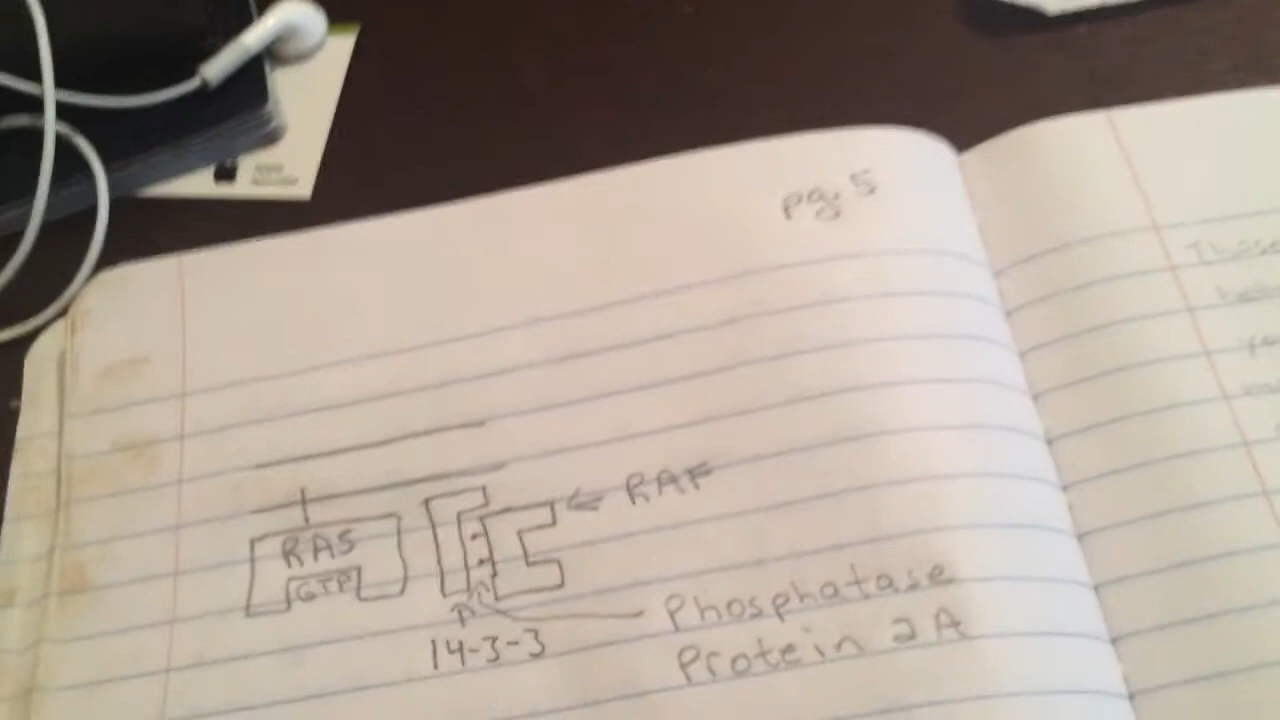 pg. 5
RAS
GTP
← RAF
14-3-3
Phosphatase
Protein 2A